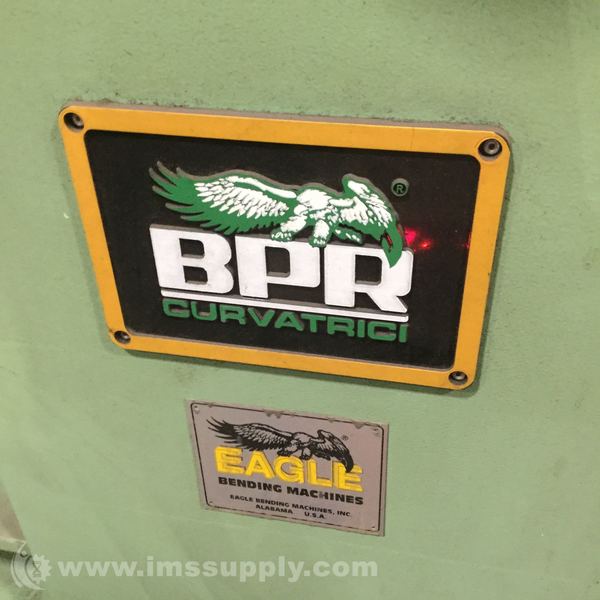 ®
BPR
CURVATRICI
®
EAGLE
BENDING MACHINES
EAGLE BENDING MACHINES, INC.
ALABAMA U.S.A.
www.imssupply.com